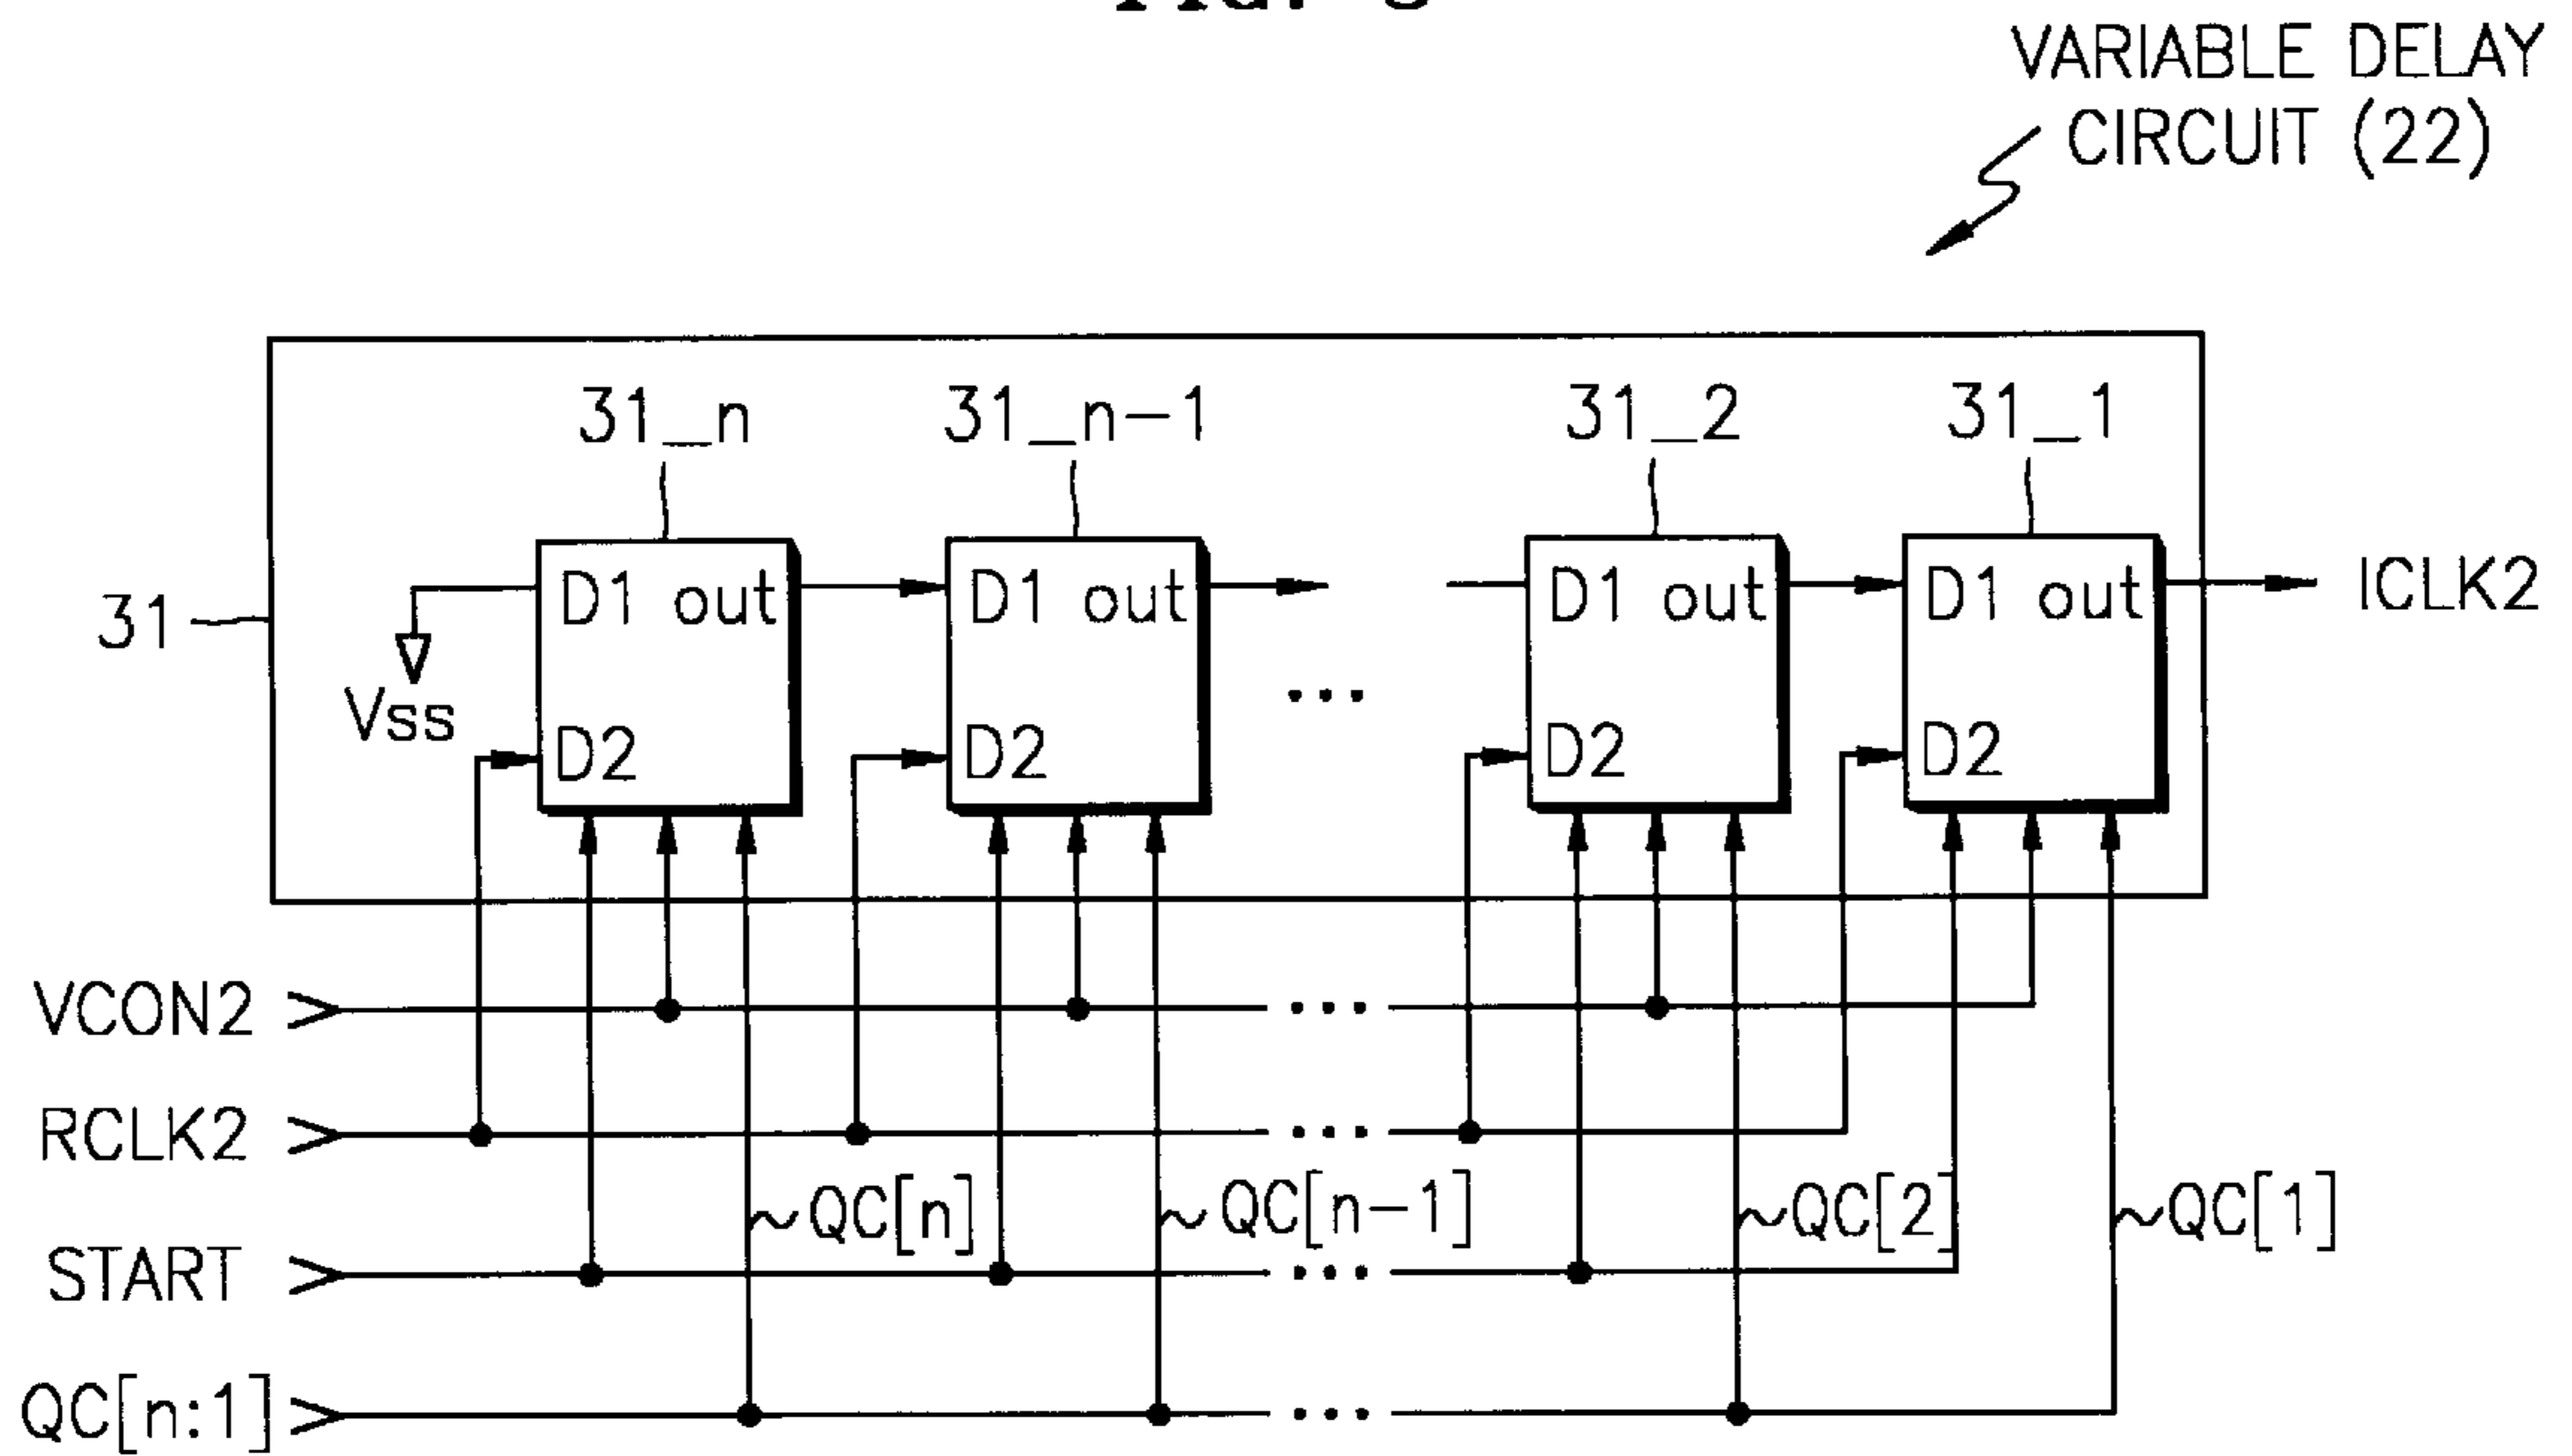 VARIABLE DELAY
CIRCUIT (22)
31_n
31_n-1
31_2
31_1
31
D1 out
D1 out
D1 out
D1 out
ICLK2
Vss
...
D2
D2
D2
D2
VCON2
...
RCLK2
...
QC[n]
QC[n-1]
QC[2]
QC[1]
START
...
QC[n:1]
...